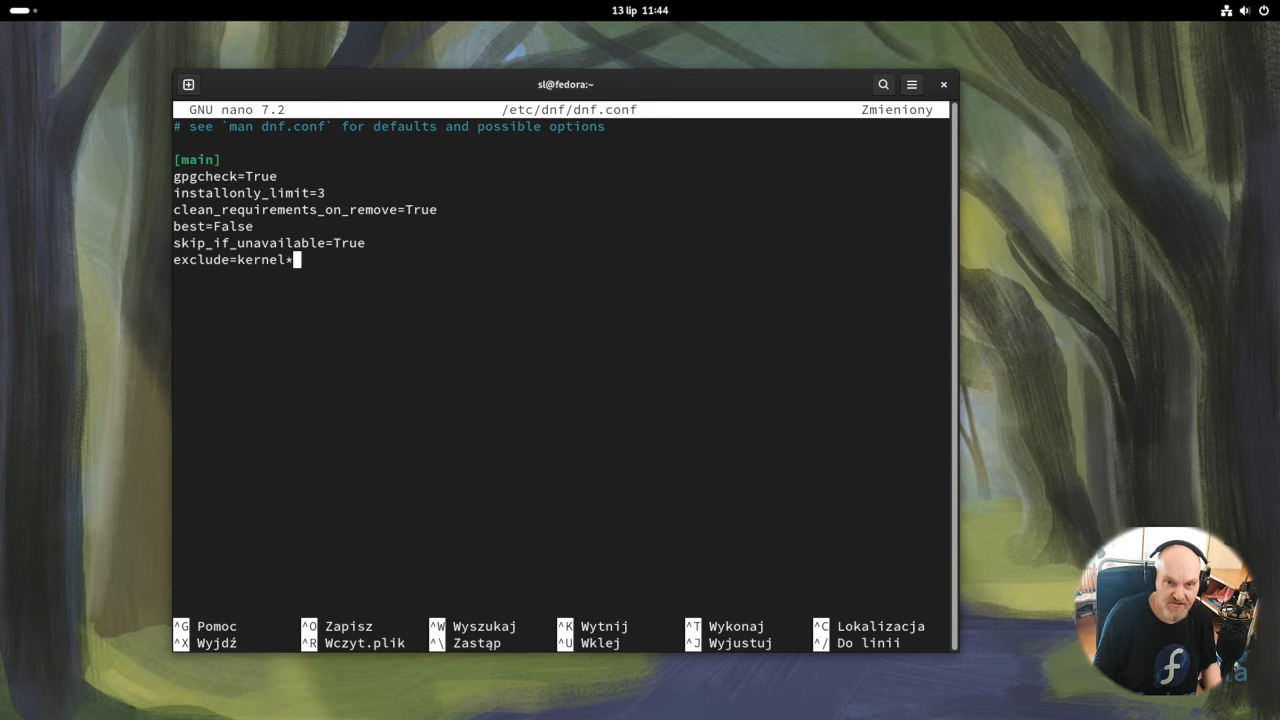 13 lip 11:44
sl@fedora:~
GNU nano 7.2 /etc/dnf/dnf.conf Zmieniony
# see `man dnf.conf` for defaults and possible options
[main]
gpgcheck=True
installonly_limit=3
clean_requirements_on_remove=True
best=False
skip_if_unavailable=True
exclude=kernel*
^G Pomoc ^O Zapisz ^W Wyszukaj ^K Wytnij ^T Wykonaj ^C Lokalizacja
^X Wyjdź ^R Wczyt.plik ^\ Zastąp ^U Wklej ^J Wyjustuj ^/ Do linii